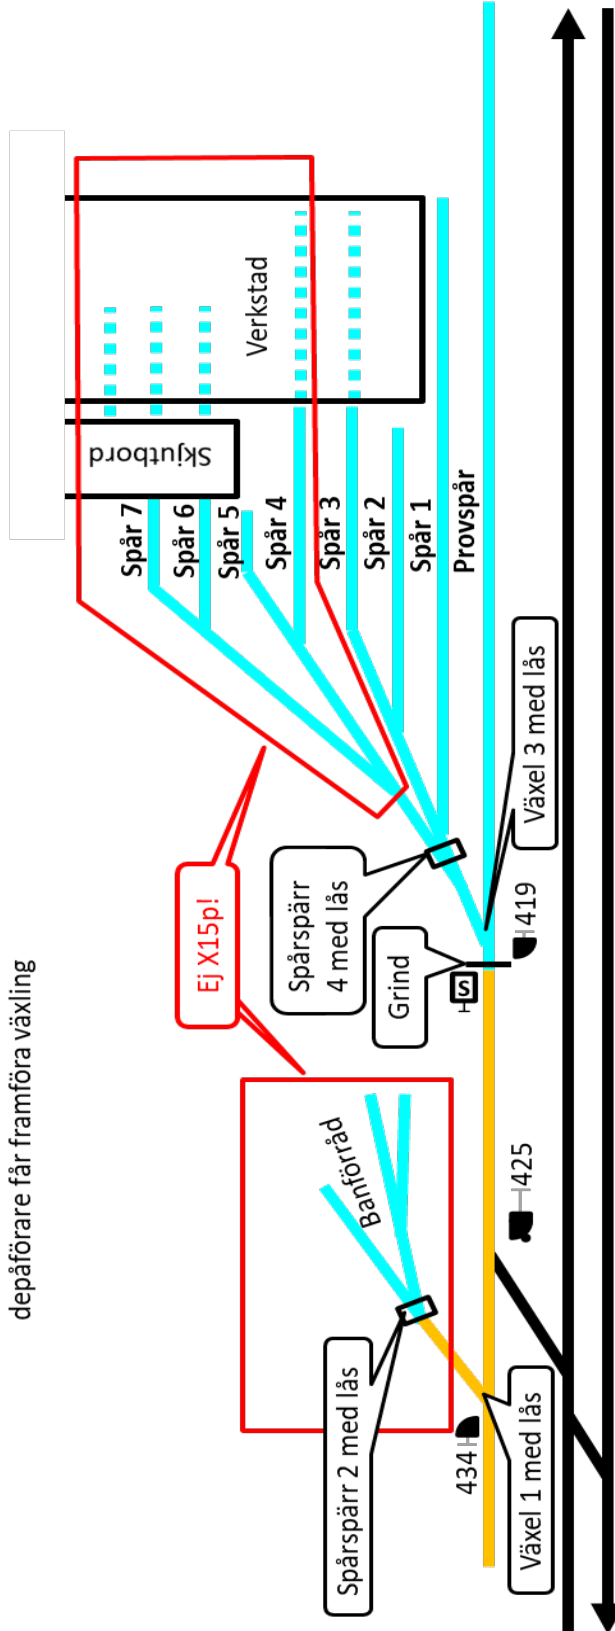 depåförare får framföra växling
Skjutbord
Verkstad
Spår 7
Spår 6
Spår 5
Spår 4
Spår 3
Spår 2
Spår 1
Provspår
Ej X15p!
Spårspärr
4 med lås
Grind
S
Växel 3 med lås
419
Banförråd
425
Spårspärr 2 med lås
434
Växel 1 med lås